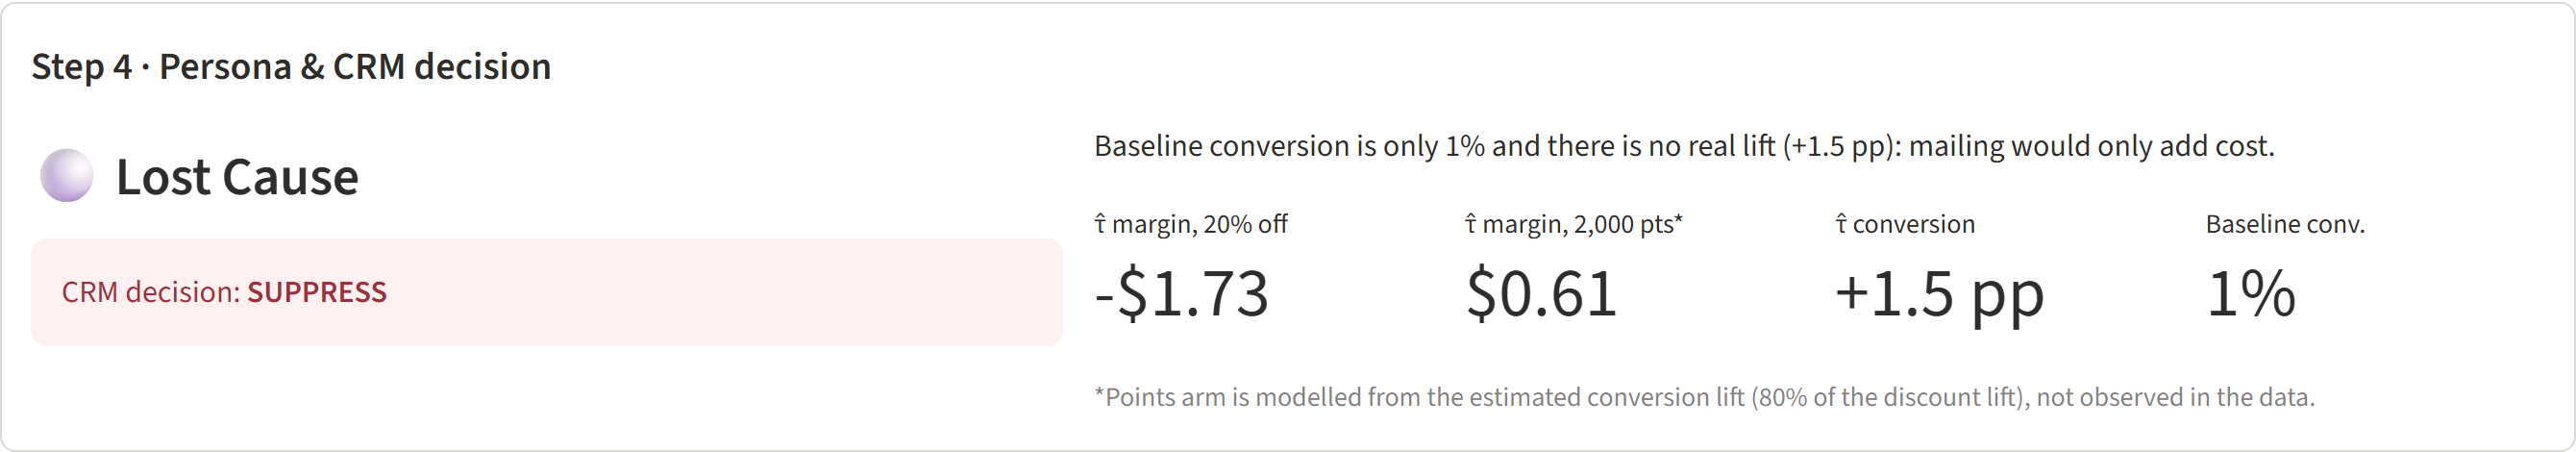 Step 4 · Persona & CRM decision
Lost Cause
CRM decision: SUPPRESS
Baseline conversion is only 1% and there is no real lift (+1.5 pp): mailing would only add cost.
τ̂ margin, 20% off
-$1.73
τ̂ margin, 2,000 pts*
$0.61
τ̂ conversion
+1.5 pp
Baseline conv.
1%
*Points arm is modelled from the estimated conversion lift (80% of the discount lift), not observed in the data.